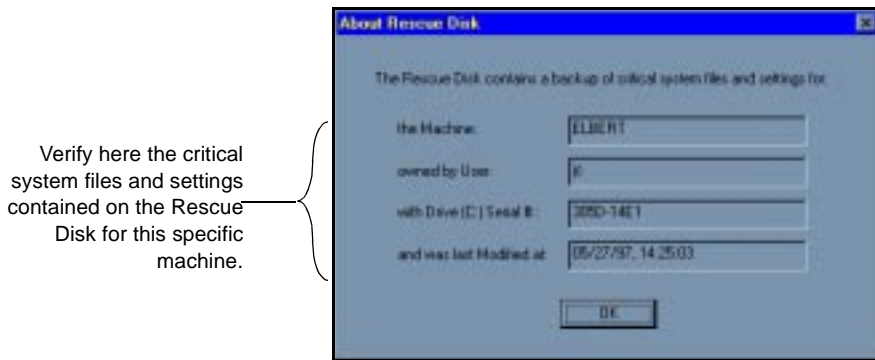 About Rescue Disk
The Rescue Disk contains a backup of critical system files and settings for:
the Machine: ELBERT
owned by User:
with Drive (C:) Serial #:
and was last Modified at: 05/27/97, 14:25:03
OK
Verify here the critical
system files and settings
contained on the Rescue
Disk for this specific
machine.